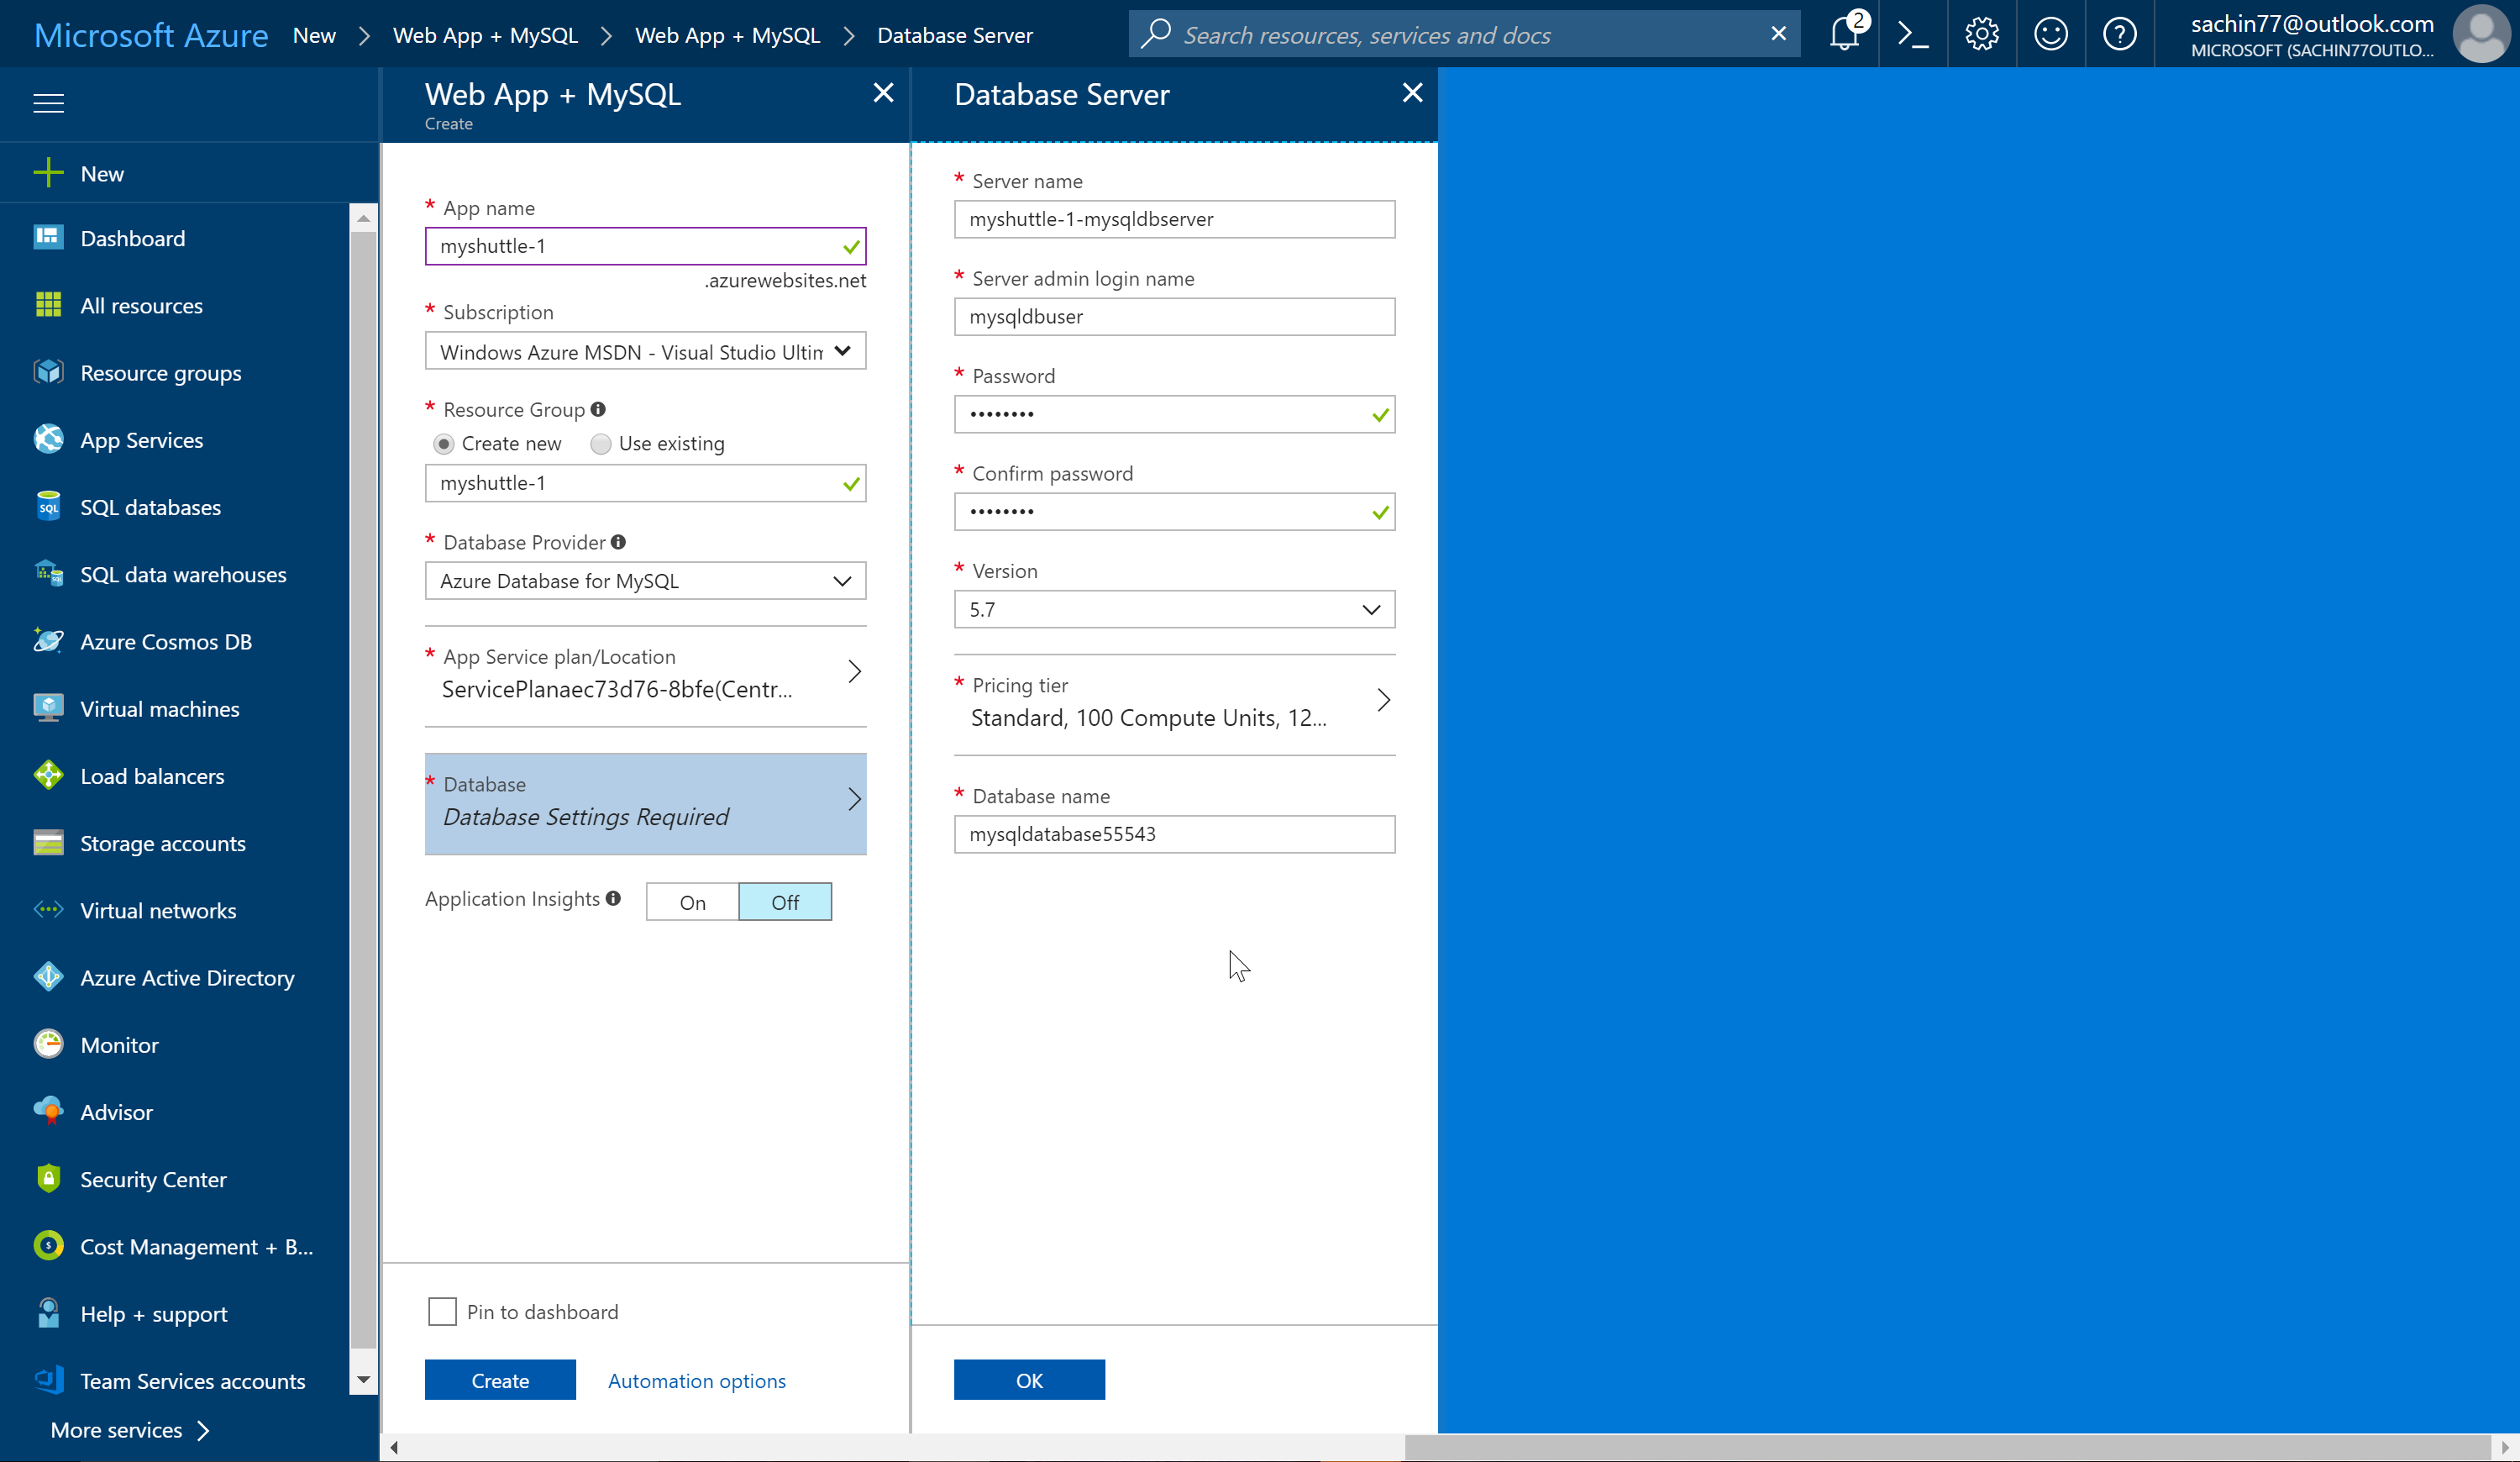 Microsoft Azure New Web App + MySQL Web App + MySQL Database Server
Search resources, services and docs
2
sachin77@outlook.com
MICROSOFT (SACHIN77OUTLO...
New
Dashboard
All resources
Resource groups
App Services
SQL
SQL databases
SQL data warehouses
Azure Cosmos DB
Virtual machines
Load balancers
Storage accounts
Virtual networks
Azure Active Directory
Monitor
Advisor
Security Center
Cost Management + B...
Help + support
Team Services accounts
More services
Web App + MySQL
Create
* App name
myshuttle-1
.azurewebsites.net
* Subscription
Windows Azure MSDN - Visual Studio Ultim
* Resource Group
Create new Use existing
myshuttle-1
* Database Provider
Azure Database for MySQL
* App Service plan/Location
ServicePlanaec73d76-8bfe(Centr...
* Database
Database Settings Required
Application Insights On Off
Pin to dashboard
Create Automation options
Database Server
* Server name
myshuttle-1-mysqldbserver
* Server admin login name
mysqldbuser
* Password
••••••••
* Confirm password
••••••••
* Version
5.7
* Pricing tier
Standard, 100 Compute Units, 12...
* Database name
mysqldatabase55543
OK